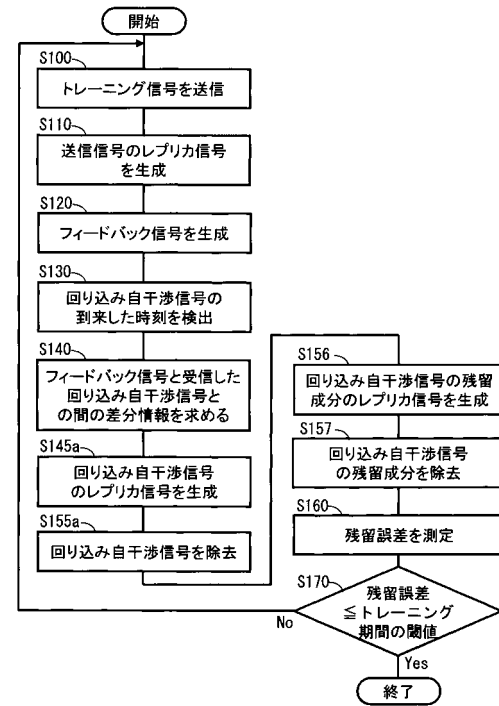 開始
S100
トレーニング信号を送信
S110
送信信号のレプリカ信号
を生成
S120
フィードバック信号を生成
S130
回り込み自干渉信号の
到来した時刻を検出
S140
フィードバック信号と受信した
回り込み自干渉信号と
の間の差分情報を求める
S145a
回り込み自干渉信号
のレプリカ信号を生成
S155a
回り込み自干渉信号を除去
S156
回り込み自干渉信号の残留
成分のレプリカ信号を生成
S157
回り込み自干渉信号
の残留成分を除去
S160
残留誤差を測定
S170
残留誤差
≦トレーニング
期間の閾値
No
Yes
終了